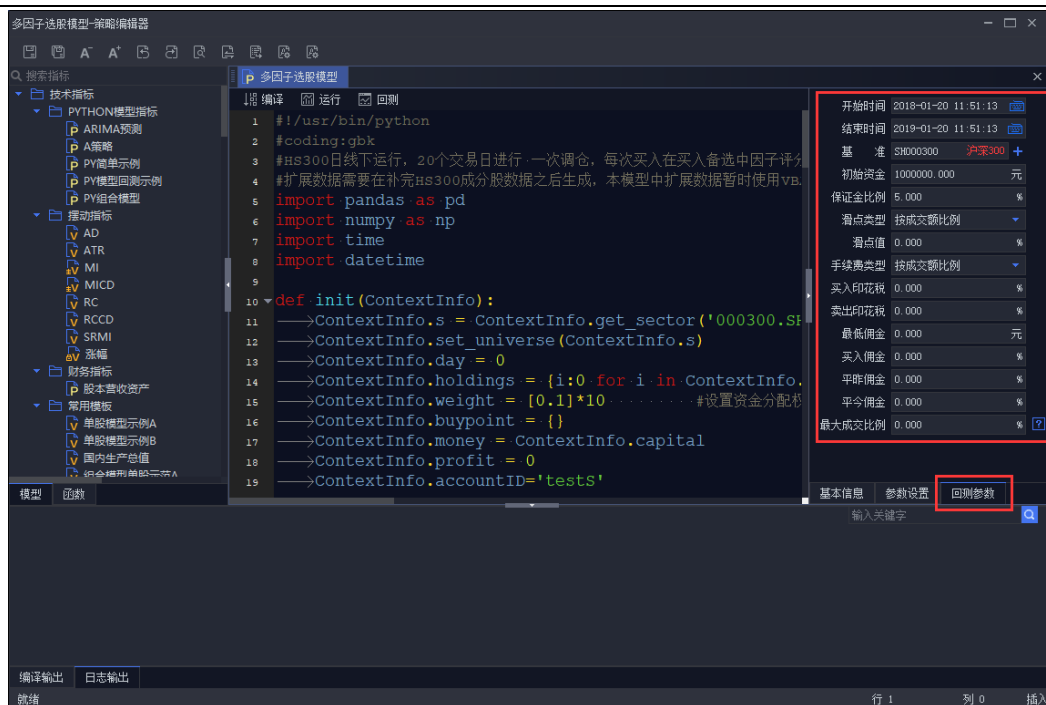 多因子选股模型-策略编辑器
搜索指标
技术指标
PYTHON模型指标
ARIMA预测
A策略
PY简单示例
PY模型回测示例
PY组合模型
摆动指标
AD
ATR
MI
MICD
RC
RCCD
SRMI
涨幅
财务指标
股本营收资产
常用模板
单股模型示例A
单股模型示例B
国内生产总值
组合模型单股示范A
模型 函数
多因子选股模型
编译 运行 回测
1 #!/usr/bin/python
2 #coding:gbk
3 #HS300日线下运行，20个交易日进行一次调仓，每次买入在买入备选中因子评分
4 #扩展数据需要在补完HS300成分股数据之后生成，本模型中扩展数据暂时使用VBA
5 import pandas as pd
6 import numpy as np
7 import time
8 import datetime
9
10 def init(ContextInfo):
11 ContextInfo.s = ContextInfo.get_sector('000300.SH
12 ContextInfo.set_universe(ContextInfo.s)
13 ContextInfo.day = 0
14 ContextInfo.holdings = {i:0 for i in ContextInfo.
15 ContextInfo.weight = [0.1]*10 #设置资金分配权
16 ContextInfo.buypoint = {}
17 ContextInfo.money = ContextInfo.capital
18 ContextInfo.profit = 0
19 ContextInfo.accountID='testS'
开始时间 2018-01-20 11:51:13
结束时间 2019-01-20 11:51:13
基 准 SH000300 沪深300 +
初始资金 1000000.000 元
保证金比例 5.000 %
滑点类型 按成交额比例
滑点值 0.000 %
手续费类型 按成交额比例
买入印花税 0.000 %
卖出印花税 0.000 %
最低佣金 0.000 元
买入佣金 0.000 %
平昨佣金 0.000 %
平今佣金 0.000 %
最大成交比例 0.000 % ?
基本信息 参数设置 回测参数
输入关键字
编译输出 日志输出
就绪 行 1 列 0 插入